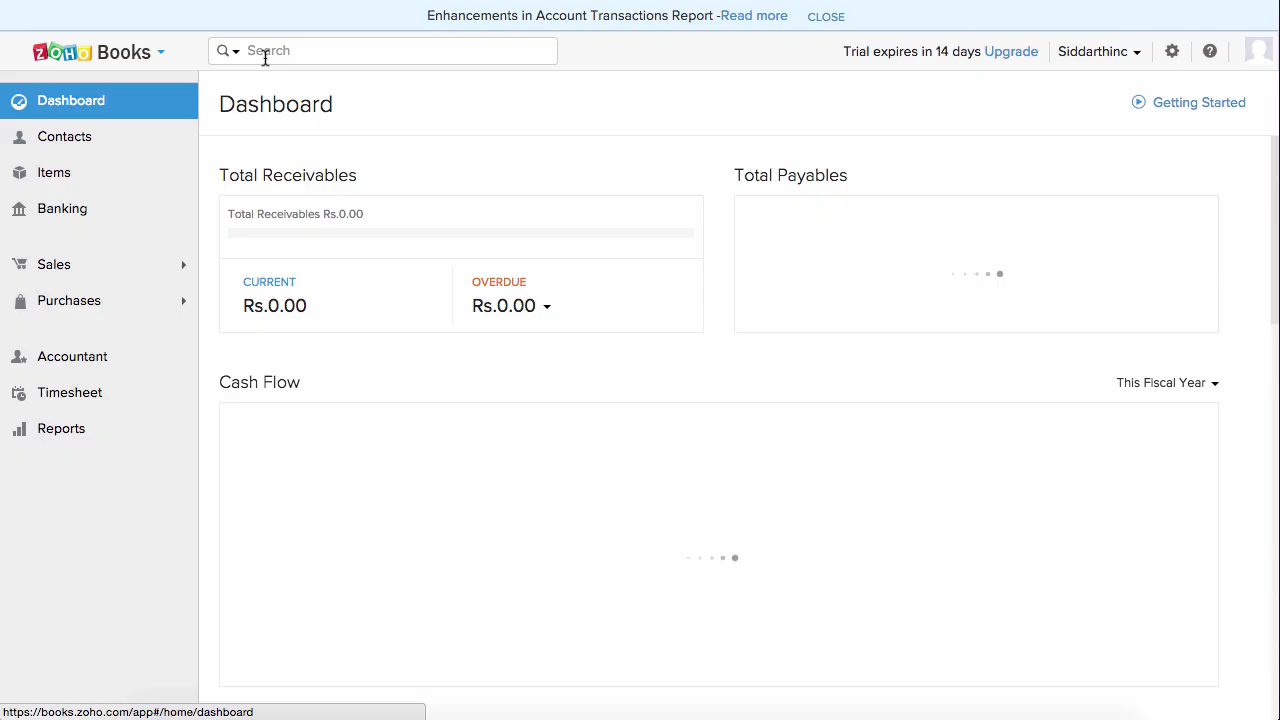 Enhancements in Account Transactions Report -Read more CLOSE
ZOHO Books
Search
Trial expires in 14 days Upgrade
Siddarthinc
Dashboard
Contacts
Items
Banking
Sales
Purchases
Accountant
Timesheet
Reports
Dashboard
Getting Started
Total Receivables
Total Receivables Rs.0.00
CURRENT
Rs.0.00
OVERDUE
Rs.0.00
Total Payables
Cash Flow
This Fiscal Year
https://books.zoho.com/app#/home/dashboard